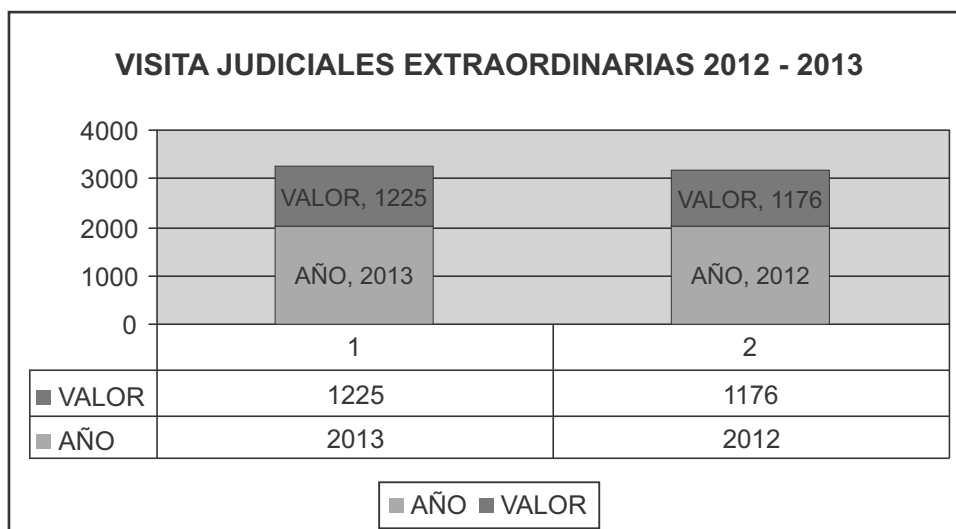 VISITA JUDICIALES EXTRAORDINARIAS 2012 - 2013
4000
3000
2000
1000
0
VALOR, 1225
VALOR, 1176
AÑO, 2013
AÑO, 2012
1 2
VALOR 1225 1176
AÑO 2013 2012
AÑO VALOR